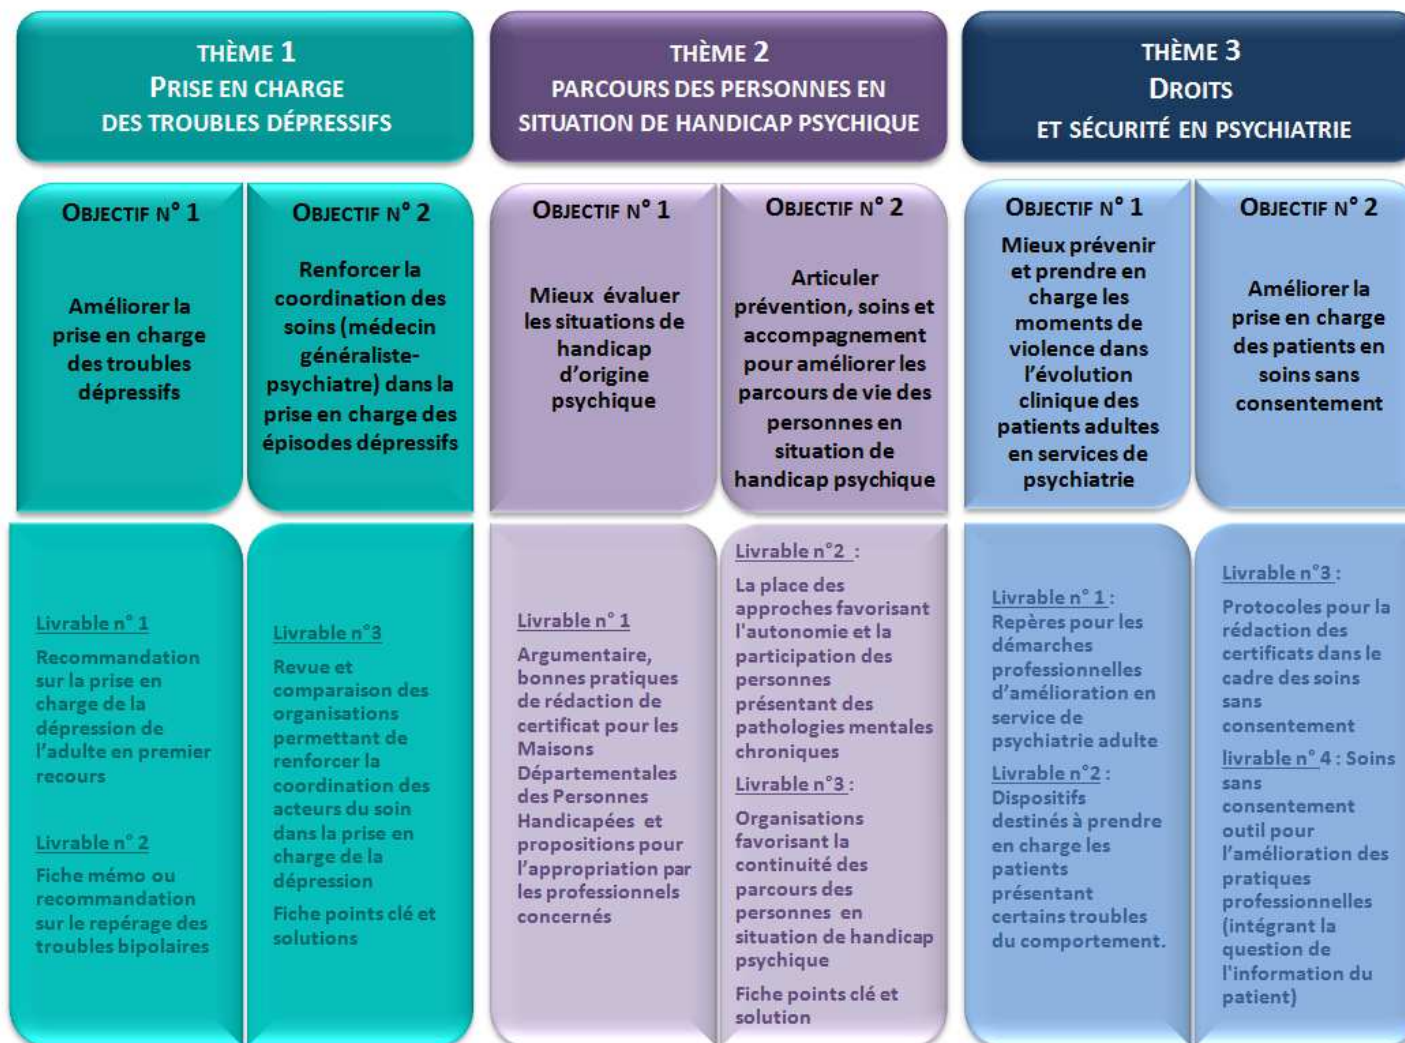 THÈME 1
PRISE EN CHARGE
DES TROUBLES DÉPRESSIFS
OBJECTIF N° 1
Améliorer la
prise en charge
des troubles
dépressifs
OBJECTIF N° 2
Renforcer la
coordination des
soins (médecin
généraliste-
psychiatre) dans la
prise en charge des
épisodes dépressifs
Livrable n° 1
Recommandation
sur la prise en
charge de la
dépression de
l'adulte en premier
recours
Livrable n° 2
Fiche mémo ou
recommandation
sur le repérage des
troubles bipolaires
Livrable n°3
Revue et
comparaison des
organisations
permettant de
renforcer la
coordination des
acteurs du soin
dans la prise en
charge de la
dépression
Fiche points clé et
solutions
THÈME 2
PARCOURS DES PERSONNES EN
SITUATION DE HANDICAP PSYCHIQUE
OBJECTIF N° 1
Mieux évaluer
les situations de
handicap
d'origine
psychique
OBJECTIF N° 2
Articuler
prévention, soins et
accompagnement
pour améliorer les
parcours de vie des
personnes en
situation de
handicap psychique
Livrable n° 1
Argumentaire,
bonnes pratiques
de rédaction de
certificat pour les
Maisons
Départementales
des Personnes
Handicapées et
propositions pour
l'appropriation par
les professionnels
concernés
Livrable n°2 :
La place des
approches favorisant
l'autonomie et la
participation des
personnes
présentant des
pathologies mentales
chroniques
Livrable n°3 :
Organisations
favorisant la
continuité des
parcours des
personnes en
situation de handicap
psychique
Fiche points clé et
solution
THÈME 3
DROITS
ET SÉCURITÉ EN PSYCHIATRIE
OBJECTIF N° 1
Mieux prévenir
et prendre en
charge les
moments de
violence dans
l'évolution
clinique des
patients adultes
en services de
psychiatrie
OBJECTIF N° 2
Améliorer la
prise en charge
des patients en
soins sans
consentement
Livrable n° 1 :
Repères pour les
démarches
professionnelles
d'amélioration en
service de
psychiatrie adulte
Livrable n°2 :
Dispositifs
destinés à prendre
en charge les
patients
présentant
certains troubles
du comportement.
Livrable n°3 :
Protocoles pour la
rédaction des
certificats dans le
cadre des soins
sans
consentement
livrable n° 4 : Soins
sans
consentement
outil pour
l'amélioration des
pratiques
professionnelles
(intégrant la
question de
l'information du
patient)